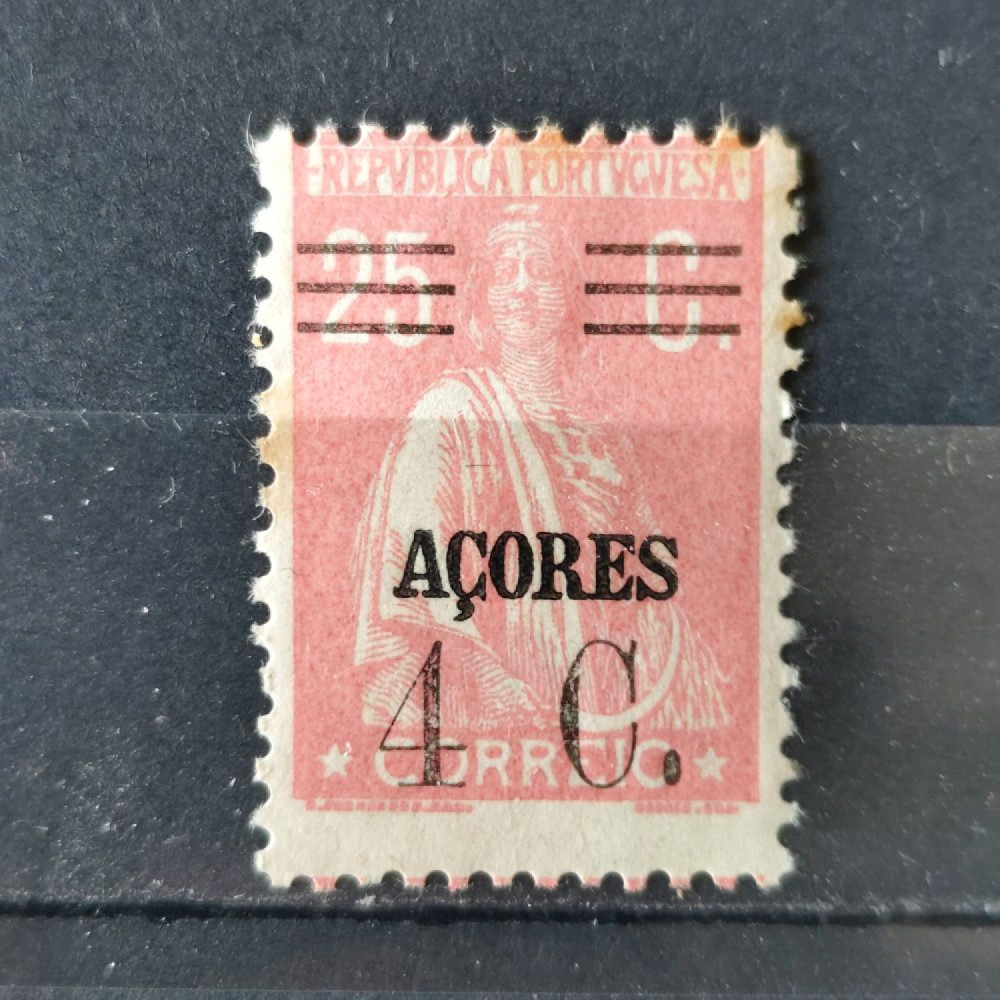 ·REPVBLICA PORTVGVESA·
25 C.
AÇORES
4 C.
CORREIO